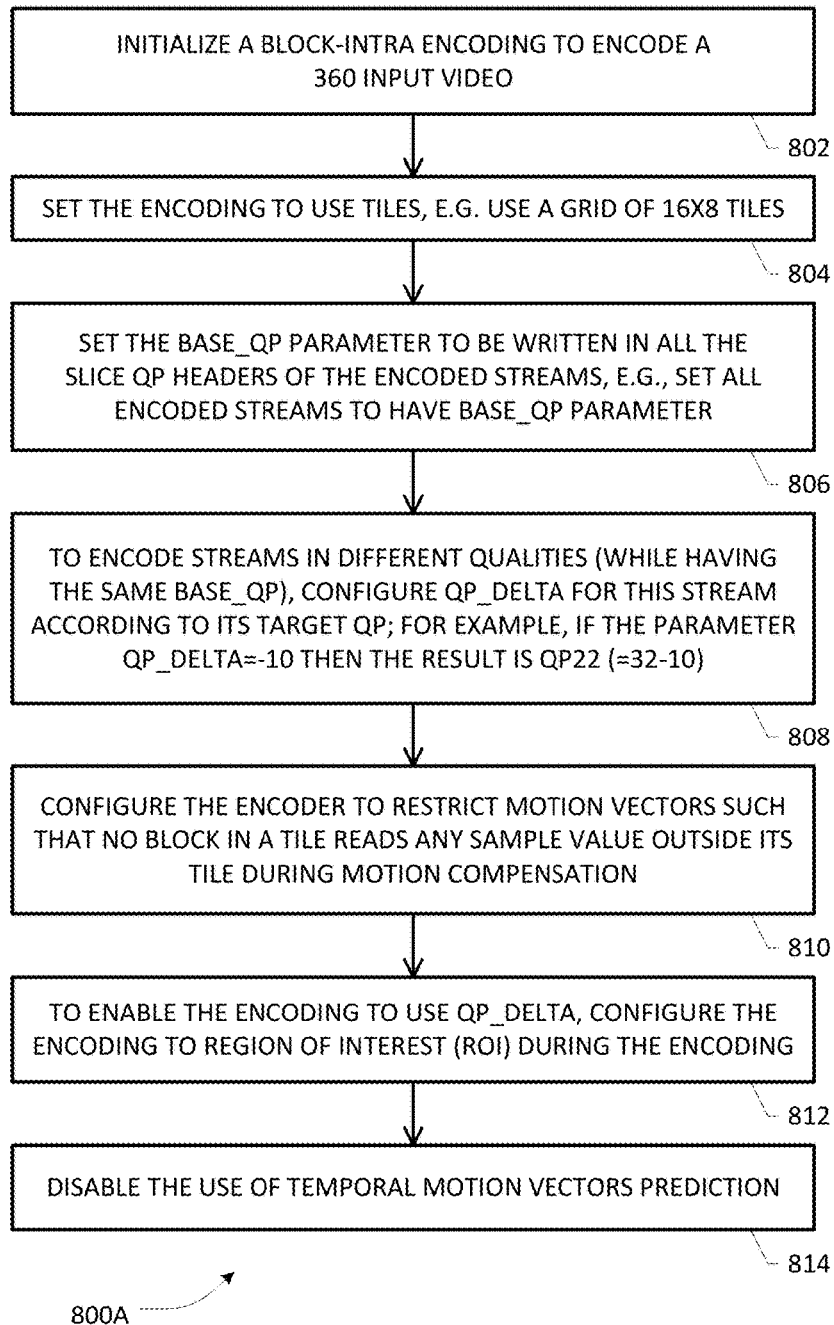 INITIALIZE A BLOCK-INTRA ENCODING TO ENCODE A
360 INPUT VIDEO
802
SET THE ENCODING TO USE TILES, E.G. USE A GRID OF 16X8 TILES
804
SET THE BASE_QP PARAMETER TO BE WRITTEN IN ALL THE
SLICE QP HEADERS OF THE ENCODED STREAMS, E.G., SET ALL
ENCODED STREAMS TO HAVE BASE_QP PARAMETER
806
TO ENCODE STREAMS IN DIFFERENT QUALITIES (WHILE HAVING
THE SAME BASE_QP), CONFIGURE QP_DELTA FOR THIS STREAM
ACCORDING TO ITS TARGET QP; FOR EXAMPLE, IF THE PARAMETER
QP_DELTA=-10 THEN THE RESULT IS QP22 (=32-10)
808
CONFIGURE THE ENCODER TO RESTRICT MOTION VECTORS SUCH
THAT NO BLOCK IN A TILE READS ANY SAMPLE VALUE OUTSIDE ITS
TILE DURING MOTION COMPENSATION
810
TO ENABLE THE ENCODING TO USE QP_DELTA, CONFIGURE THE
ENCODING TO REGION OF INTEREST (ROI) DURING THE ENCODING
812
DISABLE THE USE OF TEMPORAL MOTION VECTORS PREDICTION
814
800A